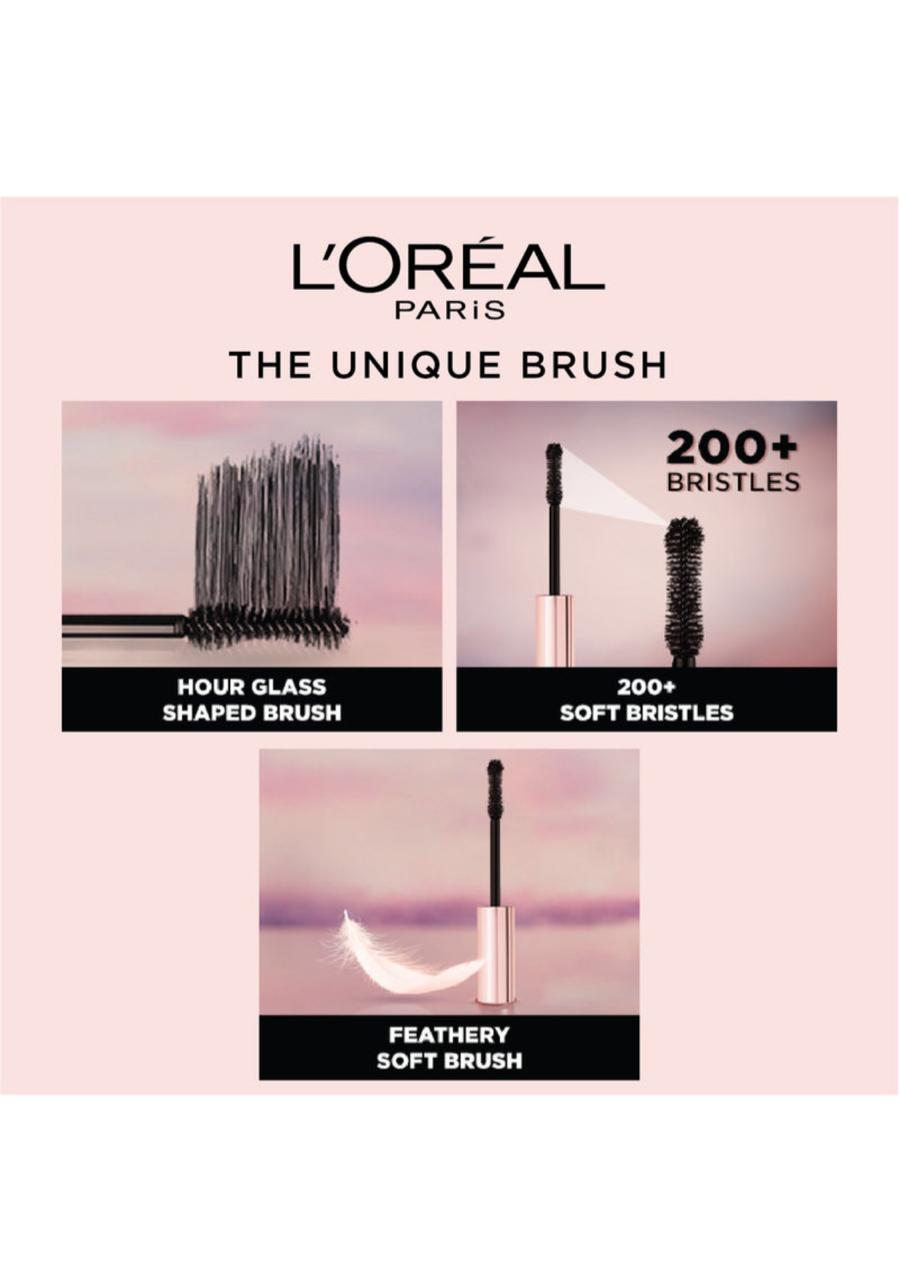 L'ORÉAL
PARiS
THE UNIQUE BRUSH
200+
BRISTLES
HOUR GLASS
SHAPED BRUSH
200+
SOFT BRISTLES
FEATHERY
SOFT BRUSH